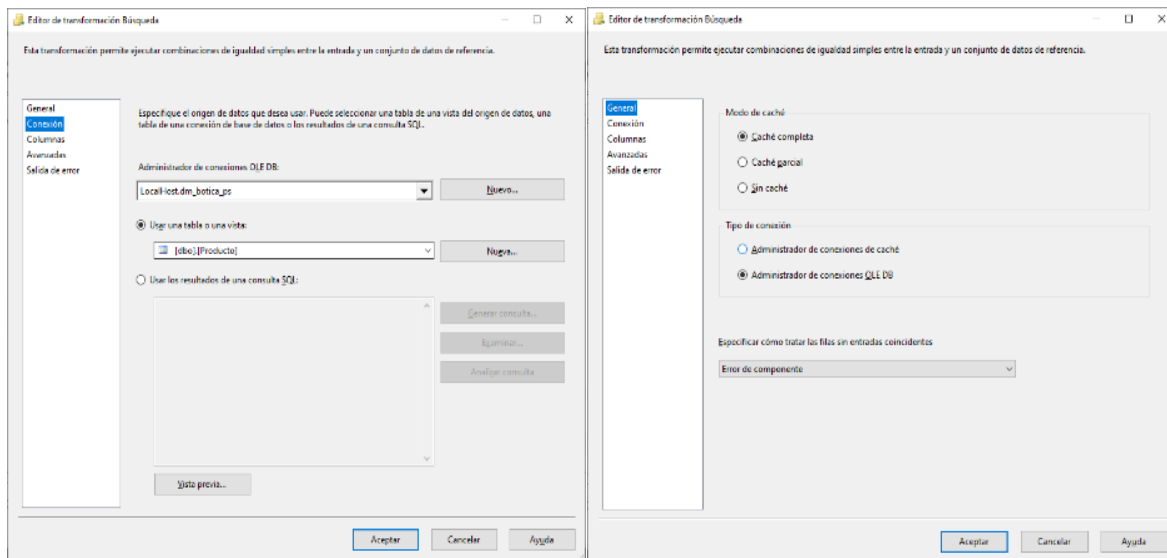 Editor de transformación Búsqueda
Esta transformación permite ejecutar combinaciones de igualdad simples entre la entrada y un conjunto de datos de referencia.
General
Conexión
Columnas
Avanzadas
Salida de error
Especifique el origen de datos que desea usar. Puede seleccionar una tabla de una vista del origen de datos, una
tabla de una conexión de base de datos o los resultados de una consulta SQL.
Administrador de conexiones OLE DB:
LocalHost.dm_botica_ps
Nuevo...
Usar una tabla o una vista:
[dbo].[Producto]
Nueva...
Usar los resultados de una consulta SQL:
Generar consulta...
Examinar...
Analizar consulta
Vista previa...
Aceptar
Cancelar
Ayuda
Editor de transformación Búsqueda
Esta transformación permite ejecutar combinaciones de igualdad simples entre la entrada y un conjunto de datos de referencia.
General
Conexión
Columnas
Avanzadas
Salida de error
Modo de caché
Caché completa
Caché parcial
Sin caché
Tipo de conexión
Administrador de conexiones de caché
Administrador de conexiones OLE DB
Especificar cómo tratar las filas sin entradas coincidentes
Error de componente
Aceptar
Cancelar
Ayuda